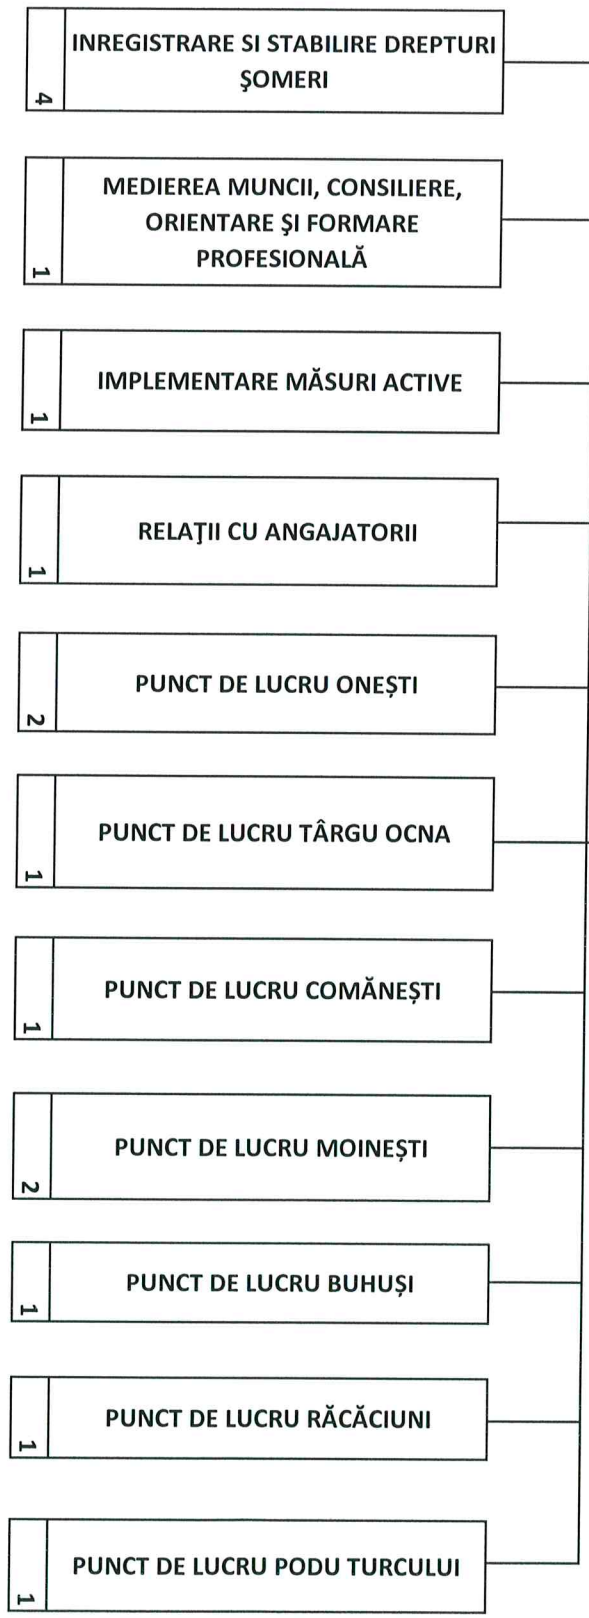 INREGISTRARE SI STABILIRE DREPTURI
ŞOMERI
4
MEDIEREA MUNCII, CONSILIERE,
ORIENTARE ŞI FORMARE
PROFESIONALĂ
1
IMPLEMENTARE MĂSURI ACTIVE
1
RELAŢII CU ANGAJATORII
1
PUNCT DE LUCRU ONEȘTI
2
PUNCT DE LUCRU TÂRGU OCNA
1
PUNCT DE LUCRU COMĂNEȘTI
1
PUNCT DE LUCRU MOINEȘTI
2
PUNCT DE LUCRU BUHUȘI
1
PUNCT DE LUCRU RĂCĂCIUNI
1
PUNCT DE LUCRU PODU TURCULUI
1